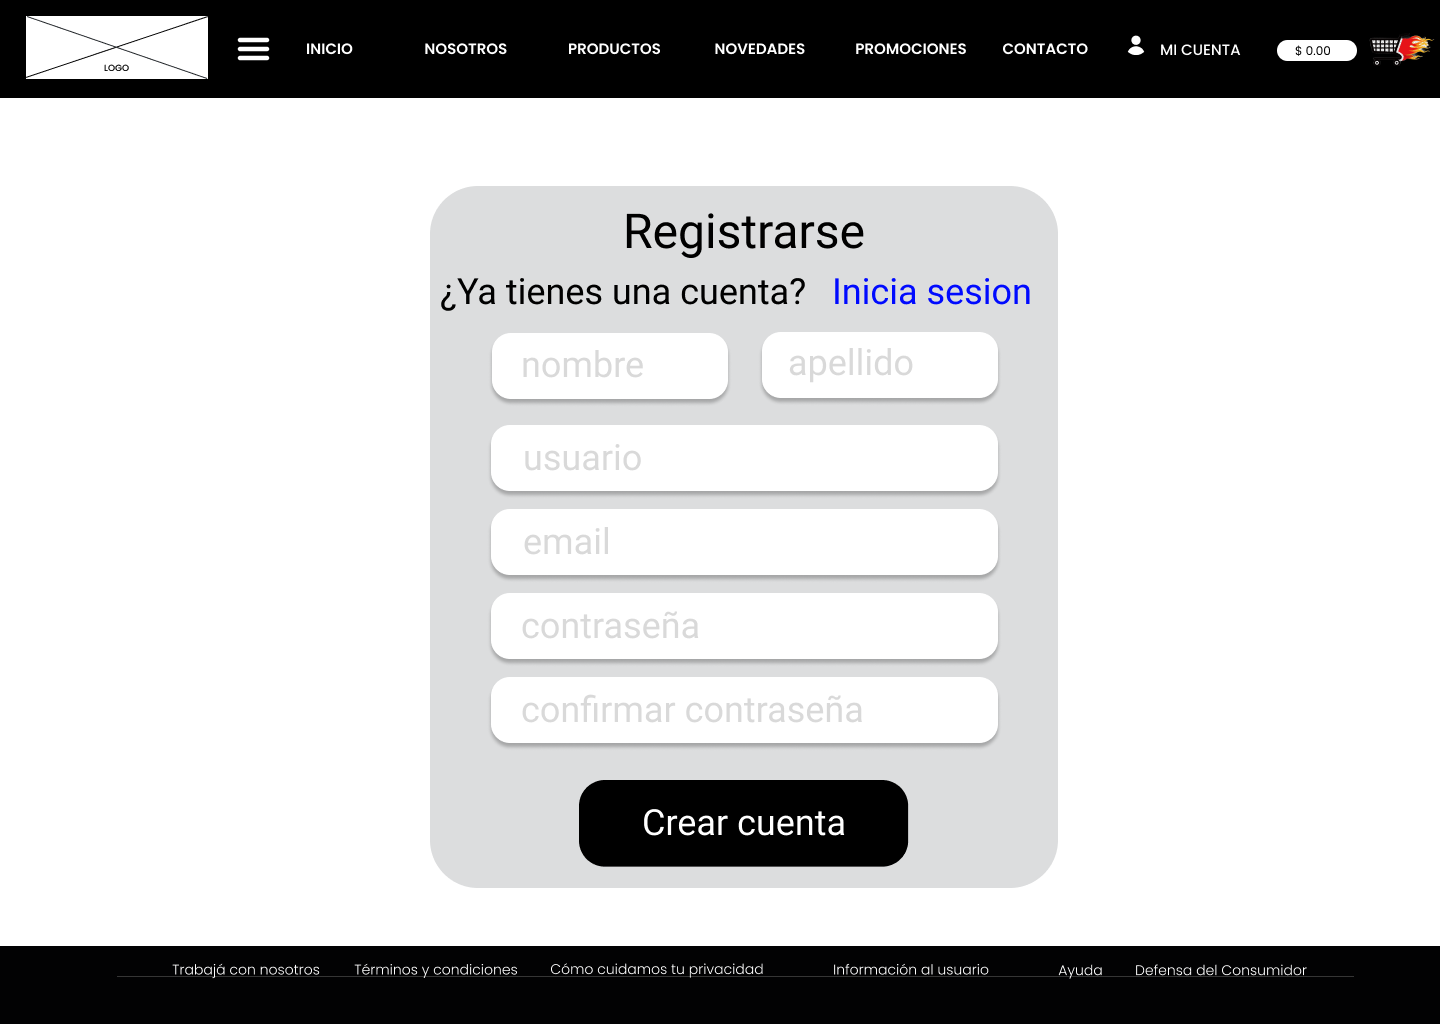 LOGO
INICIO NOSOTROS PRODUCTOS NOVEDADES PROMOCIONES CONTACTO MI CUENTA $ 0.00
Registrarse
¿Ya tienes una cuenta? Inicia sesion
nombre apellido
usuario
email
contraseña
confirmar contraseña
Crear cuenta
Trabajá con nosotros Términos y condiciones Cómo cuidamos tu privacidad Información al usuario Ayuda Defensa del Consumidor